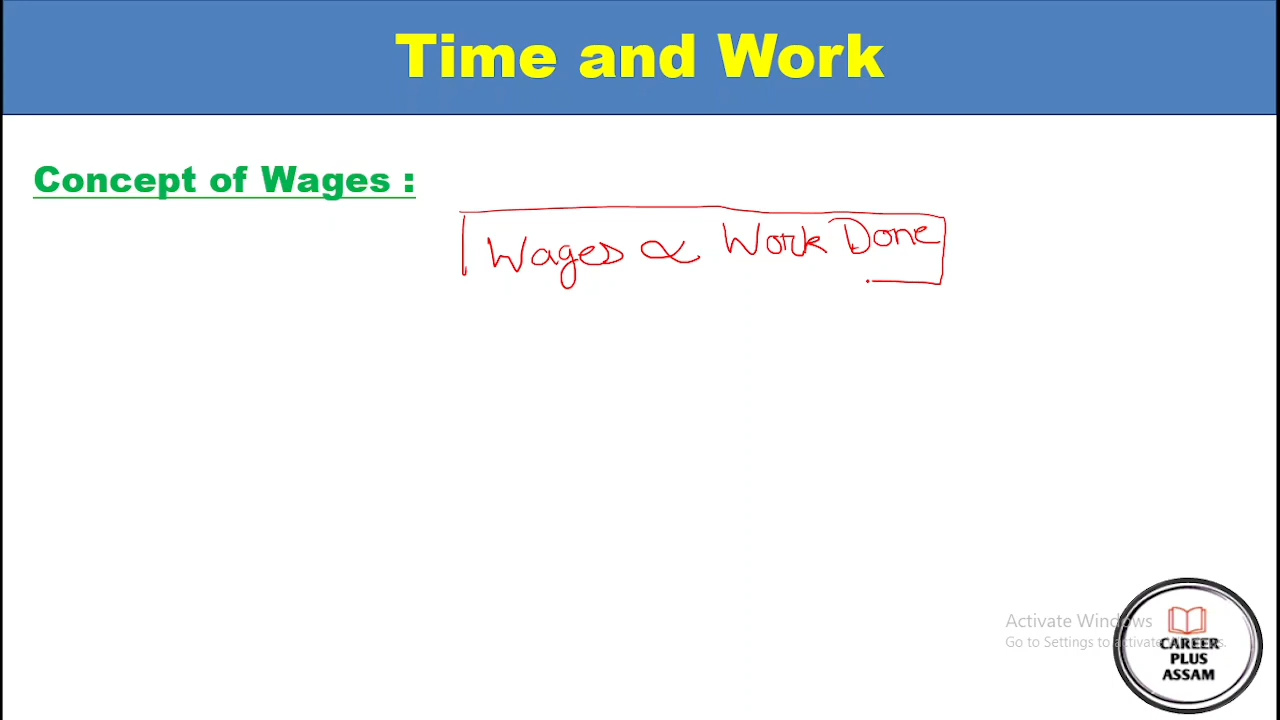 Time and Work
Concept of Wages :
Wages ∝ Work Done
Activate Windows
Go to Settings to activate Windows.
CAREER
PLUS
ASSAM